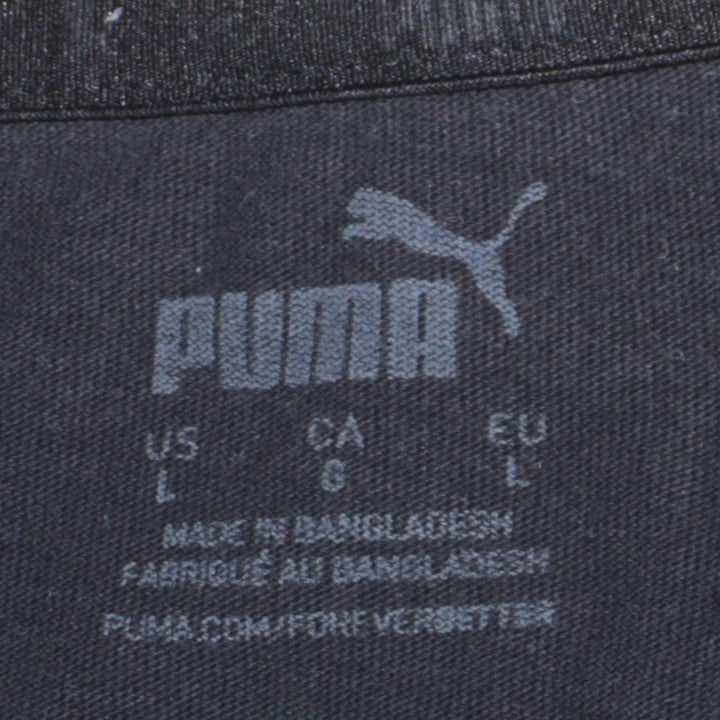 PUMA
US CA EU
L G L
MADE IN BANGLADESH
FABRIQUÉ AU BANGLADESH
PUMA.COM/FOREVERBETTER